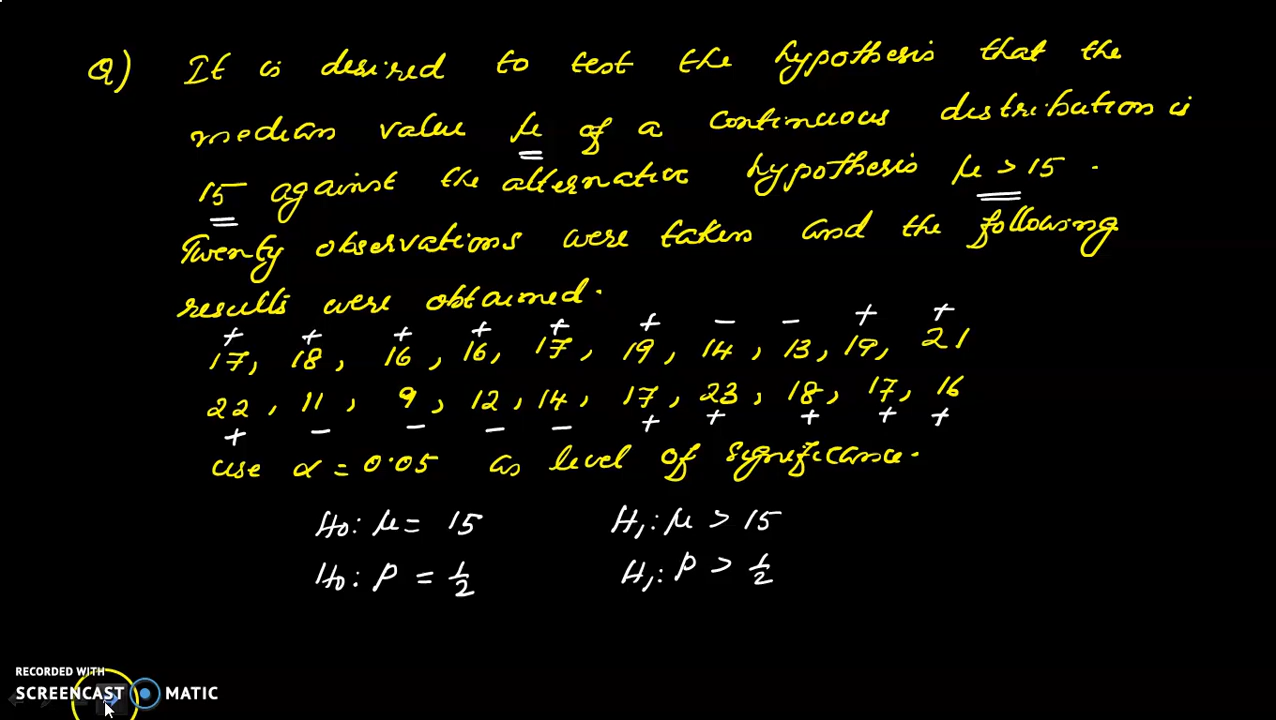 Q) It is desired to test the hypothesis that the
median value μ of a continuous distribution is
15 against the alternative hypothesis μ > 15.
Twenty observations were taken and the following
results were obtained.
+ + + + + + - - + +
17, 18, 16, 16, 17, 19, 14, 13, 19, 21
22, 11, 9, 12, 14, 17, 23, 18, 17, 16
+ - - - - + + + + +
use α = 0.05 as level of significance.
H0: μ = 15 H1: μ > 15
H0: P = 1/2 H1: P > 1/2
RECORDED WITH
SCREENCAST MATIC